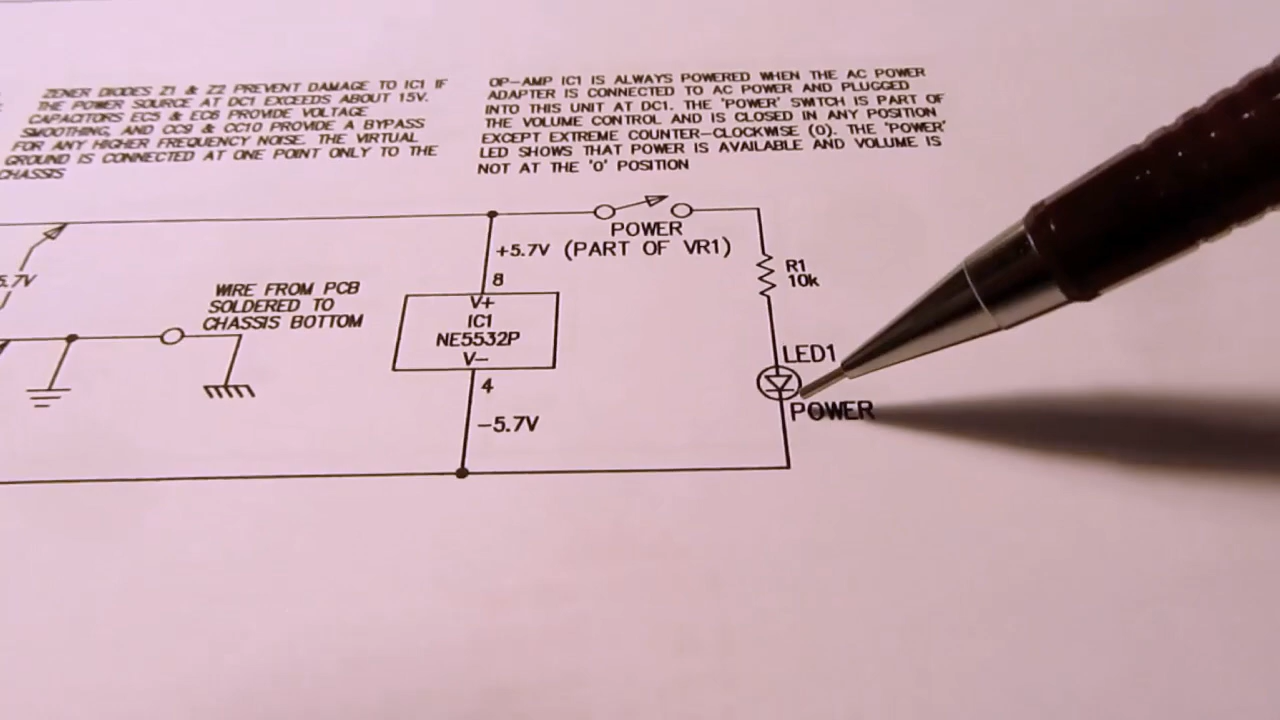 ZENER DIODES Z1 & Z2 PREVENT DAMAGE TO IC1 IF
THE POWER SOURCE AT DC1 EXCEEDS ABOUT 15V.
CAPACITORS EC5 & EC6 PROVIDE VOLTAGE
SMOOTHING, AND CC9 & CC10 PROVIDE A BYPASS
FOR ANY HIGHER FREQUENCY NOISE. THE VIRTUAL
GROUND IS CONNECTED AT ONE POINT ONLY TO THE
CHASSIS
OP-AMP IC1 IS ALWAYS POWERED WHEN THE AC POWER
ADAPTER IS CONNECTED TO AC POWER AND PLUGGED
INTO THIS UNIT AT DC1. THE 'POWER' SWITCH IS PART OF
THE VOLUME CONTROL AND IS CLOSED IN ANY POSITION
EXCEPT EXTREME COUNTER-CLOCKWISE (0). THE 'POWER'
LED SHOWS THAT POWER IS AVAILABLE AND VOLUME IS
NOT AT THE '0' POSITION
POWER
(PART OF VR1)
+5.7V
8
5.7V
WIRE FROM PCB
SOLDERED TO
CHASSIS BOTTOM
V+
IC1
NE5532P
V-
4
-5.7V
R1
10k
LED1
POWER